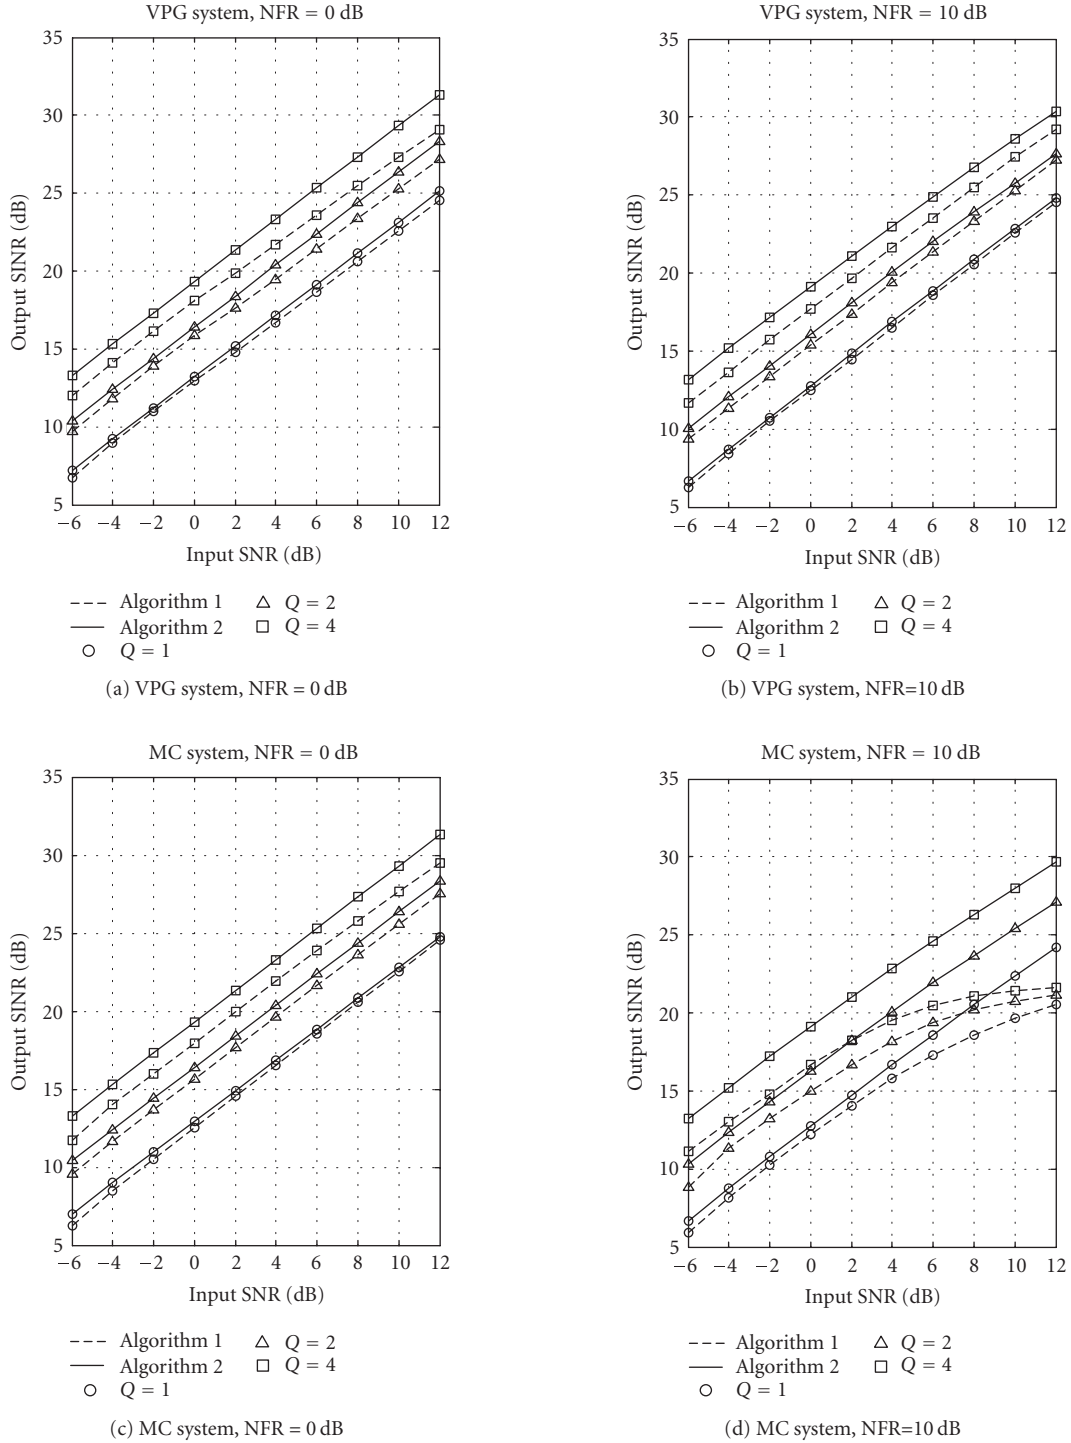 VPG system, NFR = 0 dB
35
30
25
20
15
10
5
Output SINR (dB)
−6 −4 −2 0 2 4 6 8 10 12
Input SNR (dB)
Algorithm 1
Algorithm 2
Q = 1
Q = 2
Q = 4
(a) VPG system, NFR = 0 dB
VPG system, NFR = 10 dB
35
30
25
20
15
10
5
Output SINR (dB)
−6 −4 −2 0 2 4 6 8 10 12
Input SNR (dB)
Algorithm 1
Algorithm 2
Q = 1
Q = 2
Q = 4
(b) VPG system, NFR=10 dB
MC system, NFR = 0 dB
35
30
25
20
15
10
5
Output SINR (dB)
−6 −4 −2 0 2 4 6 8 10 12
Input SNR (dB)
Algorithm 1
Algorithm 2
Q = 1
Q = 2
Q = 4
(c) MC system, NFR = 0 dB
MC system, NFR = 10 dB
35
30
25
20
15
10
5
Output SINR (dB)
−6 −4 −2 0 2 4 6 8 10 12
Input SNR (dB)
Algorithm 1
Algorithm 2
Q = 1
Q = 2
Q = 4
(d) MC system, NFR=10 dB